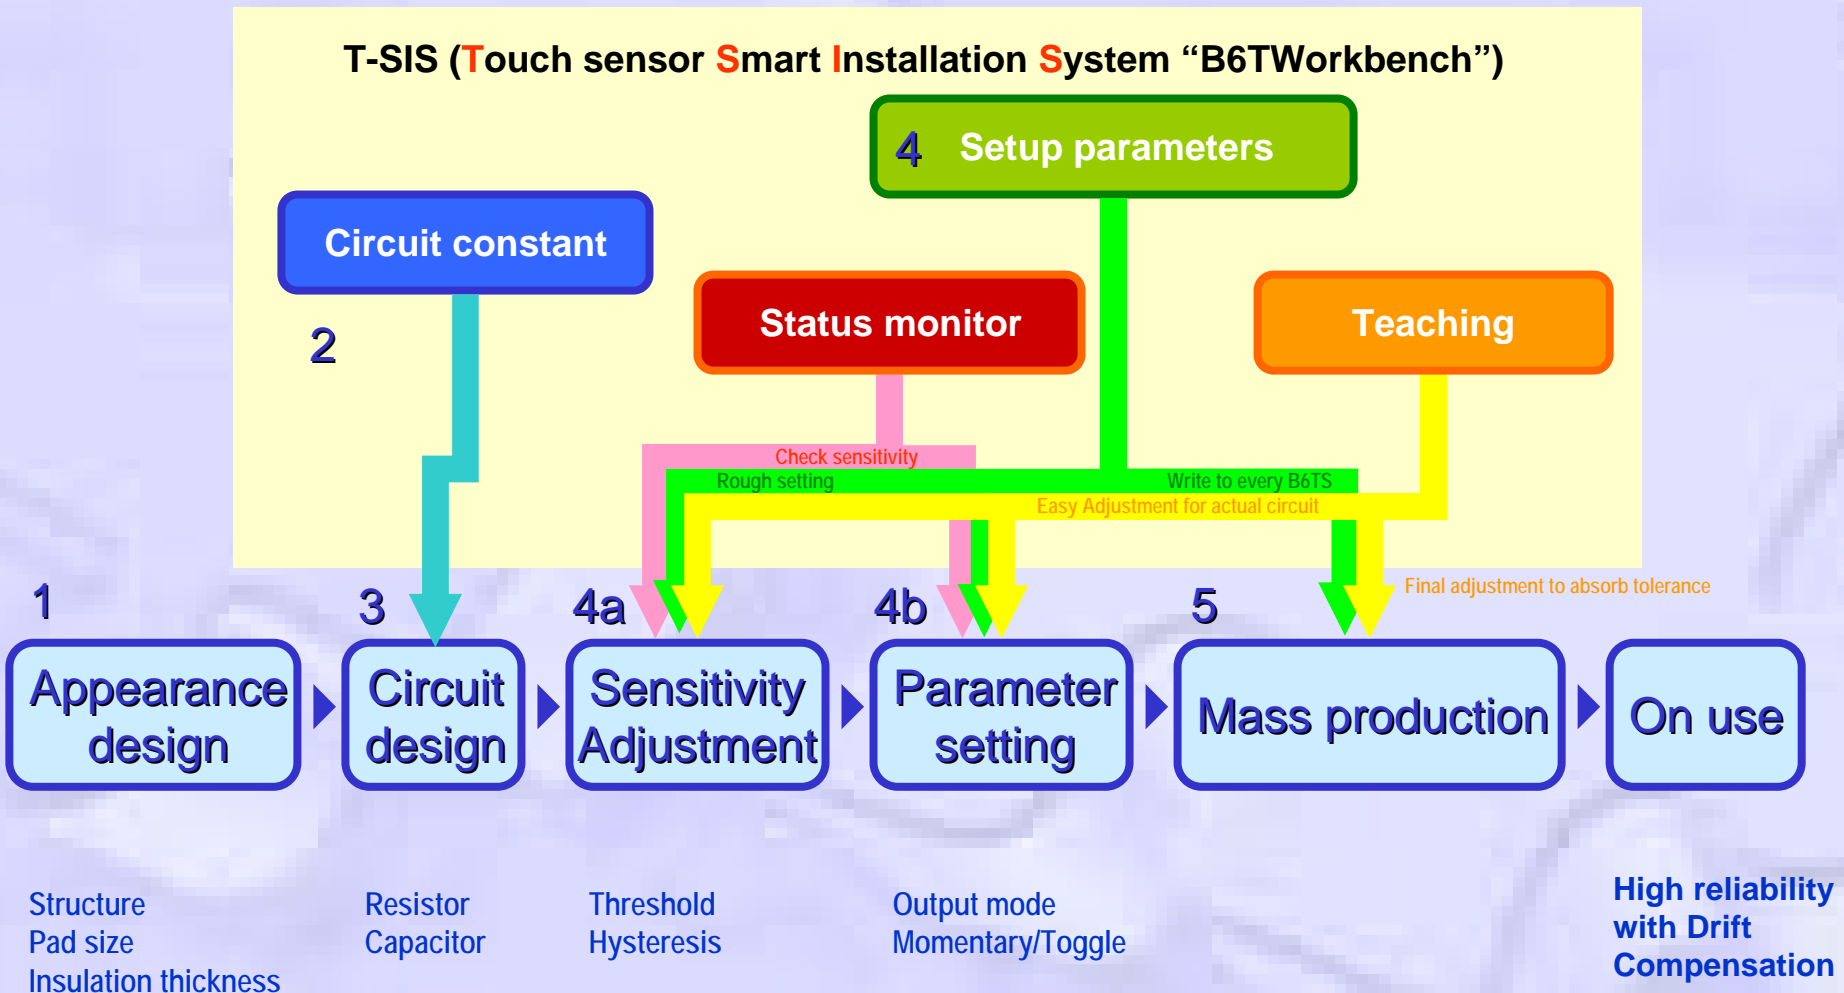 T-SIS (Touch sensor Smart Installation System “B6TWorkbench”)
4 Setup parameters
Circuit constant
2
Status monitor
Teaching
Check sensitivity
Rough setting
Write to every B6TS
Easy Adjustment for actual circuit
Final adjustment to absorb tolerance
1
3
4a
4b
5
Appearance
design
Circuit
design
Sensitivity
Adjustment
Parameter
setting
Mass production
On use
Structure
Pad size
Insulation thickness
Resistor
Capacitor
Threshold
Hysteresis
Output mode
Momentary/Toggle
High reliability
with Drift
Compensation